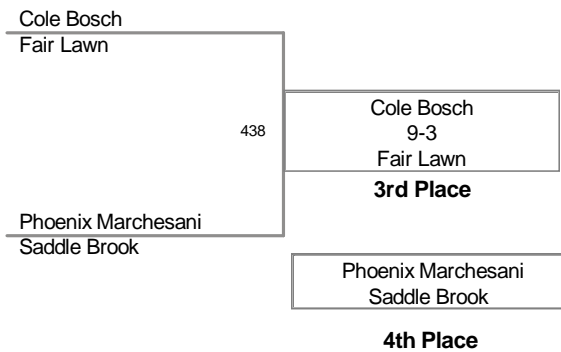 Cole Bosch
Fair Lawn
438
Cole Bosch
9-3
Fair Lawn
3rd Place
Phoenix Marchesani
Saddle Brook
Phoenix Marchesani
Saddle Brook
4th Place